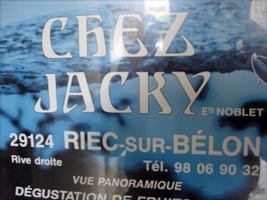 CHEZ
JACKY ETS NOBLET
29124 RIEC-SUR-BÉLON
Rive droite Tél. 98 06 90 32
VUE PANORAMIQUE
DÉGUSTATION DE FRUITS